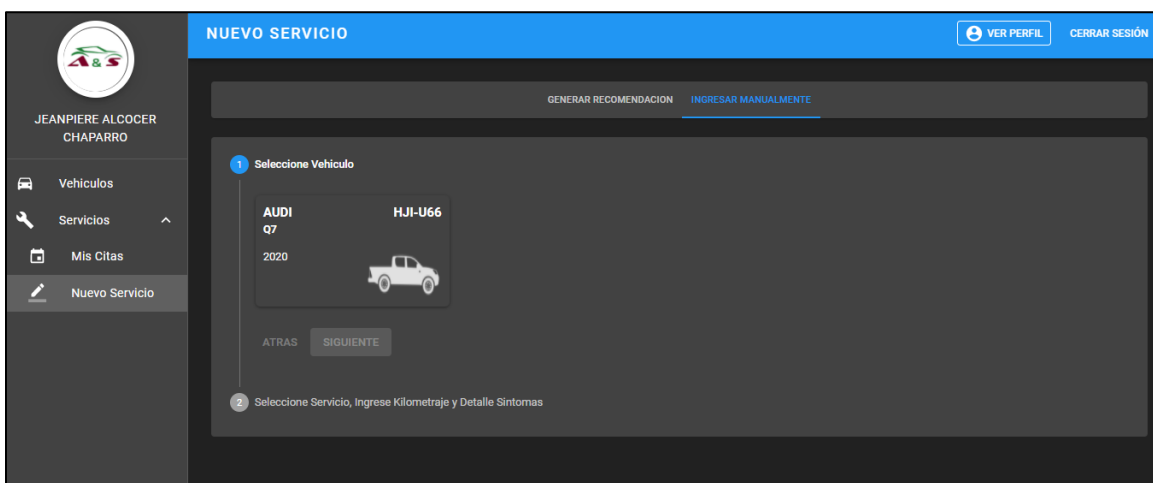 A & S
JEANPIERE ALCOCER
CHAPARRO
Vehiculos
Servicios
Mis Citas
Nuevo Servicio
NUEVO SERVICIO
VER PERFIL
CERRAR SESIÓN
GENERAR RECOMENDACION
INGRESAR MANUALMENTE
1 Seleccione Vehiculo
AUDI HJI-U66
Q7
2020
ATRAS SIGUIENTE
2 Seleccione Servicio, Ingrese Kilometraje y Detalle Sintomas